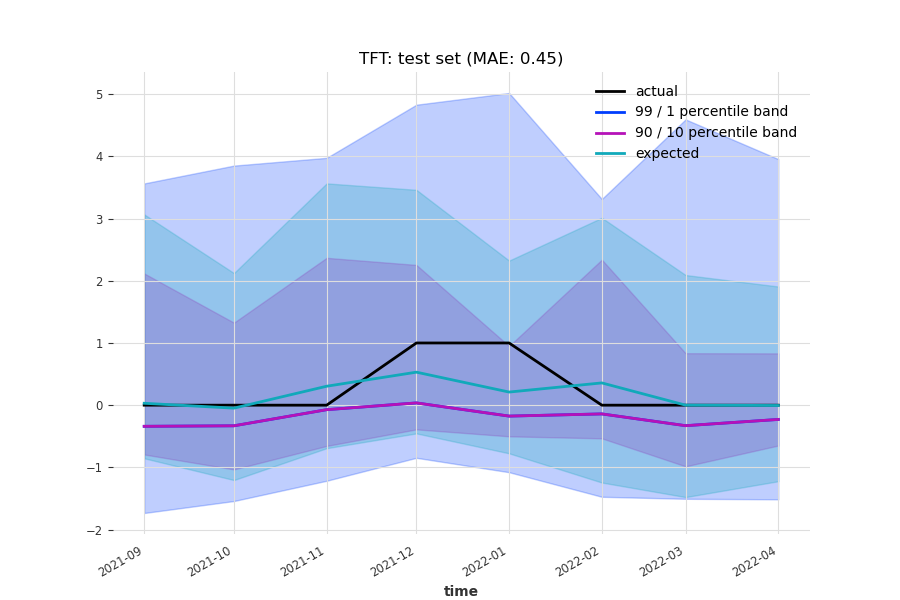 TFT: test set (MAE: 0.45)
actual
99 / 1 percentile band
90 / 10 percentile band
expected
5
4
3
2
1
0
−1
−2
2021-09
2021-10
2021-11
2021-12
2022-01
2022-02
2022-03
2022-04
time